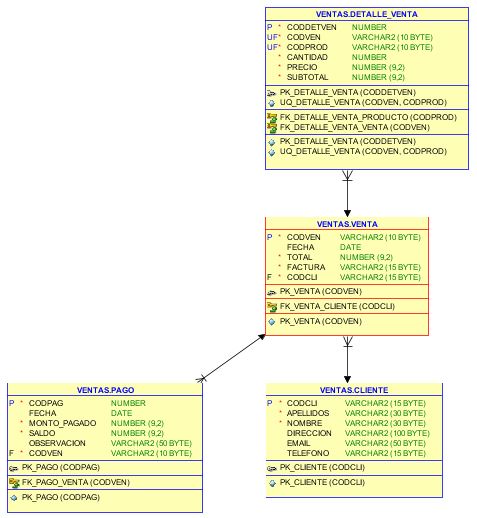 VENTAS.DETALLE_VENTA
P * CODDETVEN NUMBER
UF* CODVEN VARCHAR2 (10 BYTE)
UF* CODPROD VARCHAR2 (10 BYTE)
* CANTIDAD NUMBER
* PRECIO NUMBER (9,2)
* SUBTOTAL NUMBER (9,2)
PK_DETALLE_VENTA (CODDETVEN)
UQ_DETALLE_VENTA (CODVEN, CODPROD)
FK_DETALLE_VENTA_PRODUCTO (CODPROD)
FK_DETALLE_VENTA_VENTA (CODVEN)
PK_DETALLE_VENTA (CODDETVEN)
UQ_DETALLE_VENTA (CODVEN, CODPROD)
VENTAS.VENTA
P * CODVEN VARCHAR2 (10 BYTE)
FECHA DATE
* TOTAL NUMBER (9,2)
* FACTURA VARCHAR2 (15 BYTE)
F * CODCLI VARCHAR2 (15 BYTE)
PK_VENTA (CODVEN)
FK_VENTA_CLIENTE (CODCLI)
PK_VENTA (CODVEN)
VENTAS.PAGO
P * CODPAG NUMBER
FECHA DATE
* MONTO_PAGADO NUMBER (9,2)
* SALDO NUMBER (9,2)
OBSERVACION VARCHAR2 (50 BYTE)
F * CODVEN VARCHAR2 (10 BYTE)
PK_PAGO (CODPAG)
FK_PAGO_VENTA (CODVEN)
PK_PAGO (CODPAG)
VENTAS.CLIENTE
P * CODCLI VARCHAR2 (15 BYTE)
* APELLIDOS VARCHAR2 (30 BYTE)
* NOMBRE VARCHAR2 (30 BYTE)
DIRECCION VARCHAR2 (100 BYTE)
EMAIL VARCHAR2 (50 BYTE)
TELEFONO VARCHAR2 (15 BYTE)
PK_CLIENTE (CODCLI)
PK_CLIENTE (CODCLI)